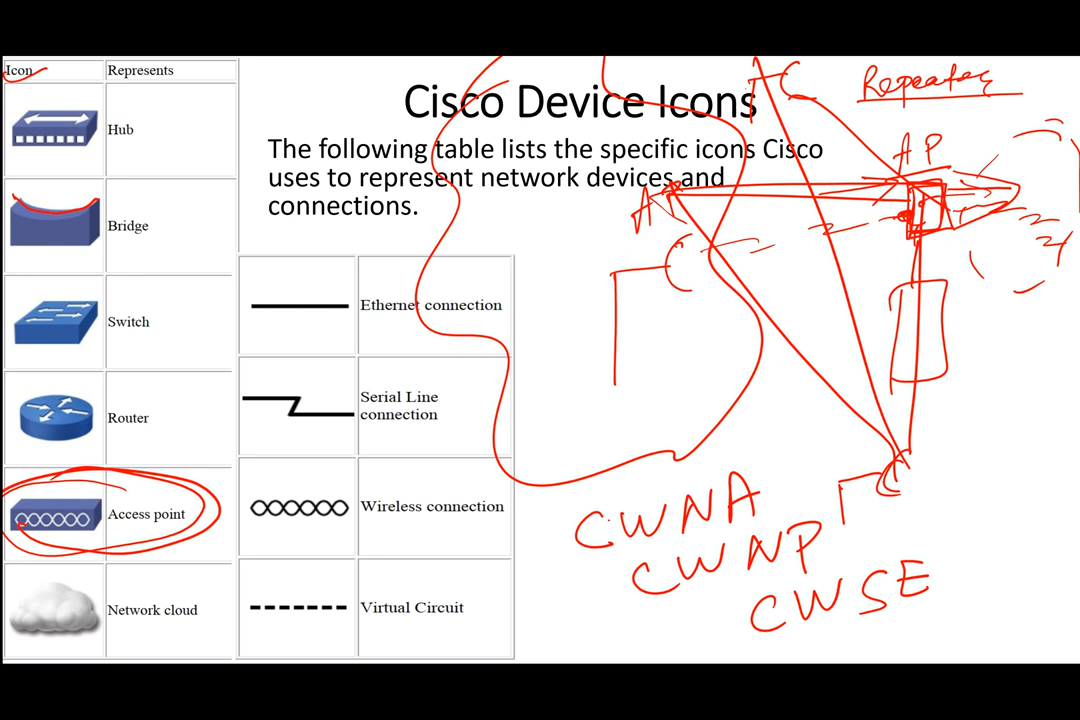 Icon Represents
Hub
Bridge
Switch
Router
Access point
Network cloud
Cisco Device Icons
The following table lists the specific icons Cisco
uses to represent network devices and
connections.
Ethernet connection
Serial Line
connection
Wireless connection
Virtual Circuit
Repeater
AP
CWNA
CWNP
CWSE